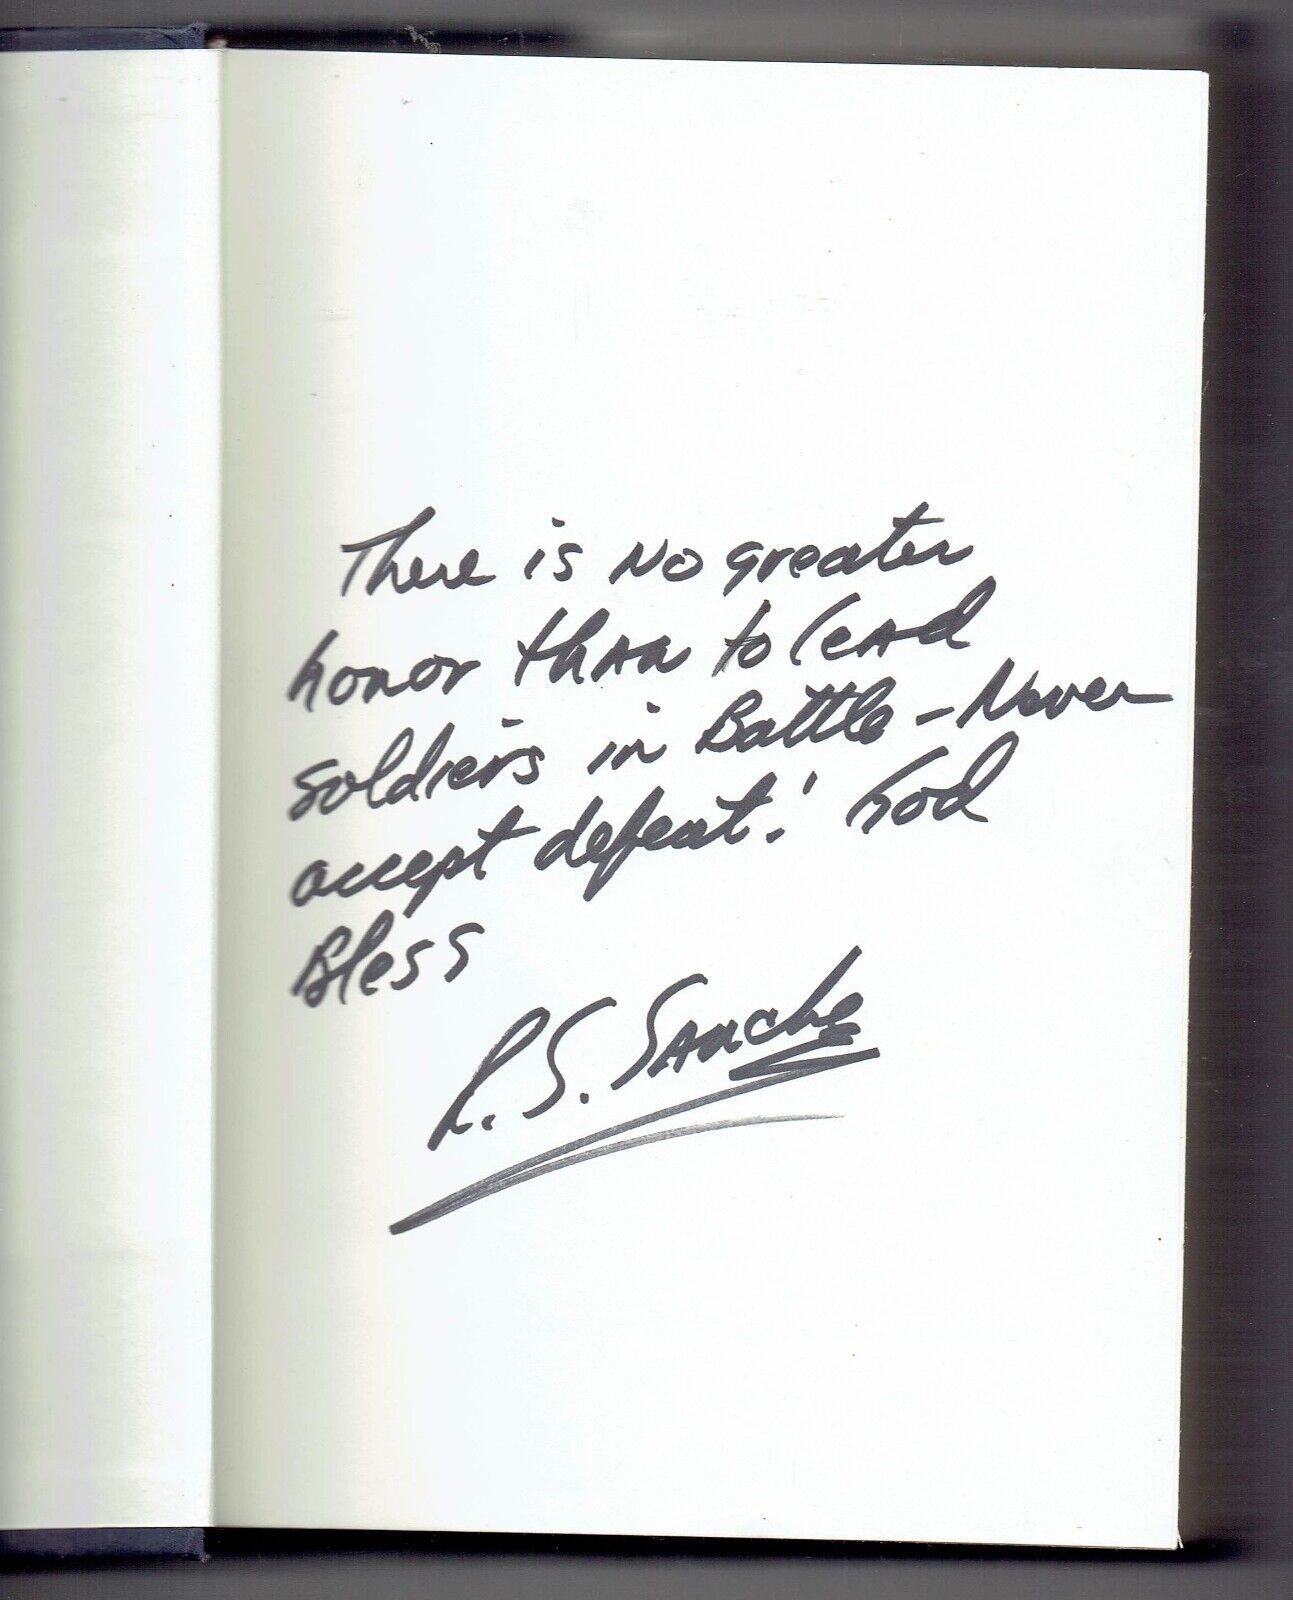 There is No greater
honor than to lead
soldiers in Battle - Never
accept defeat! God
Bless
R. S. Sanchez